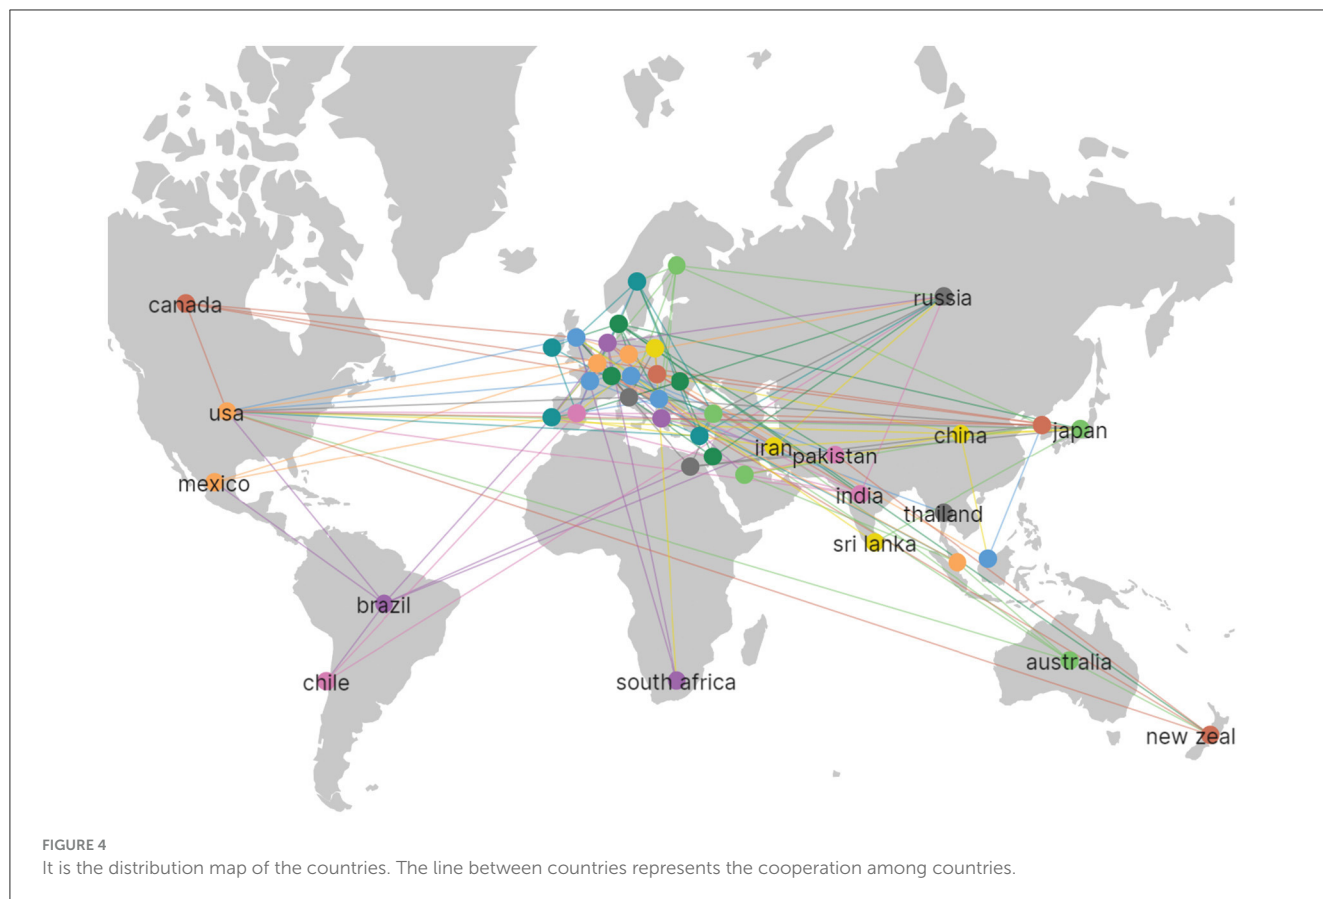 canada
russia
usa
china
japan
iran
pakistan
mexico
india
thailand
sri lanka
brazil
australia
chile
south africa
new zeal
FIGURE 4
It is the distribution map of the countries. The line between countries represents the cooperation among countries.